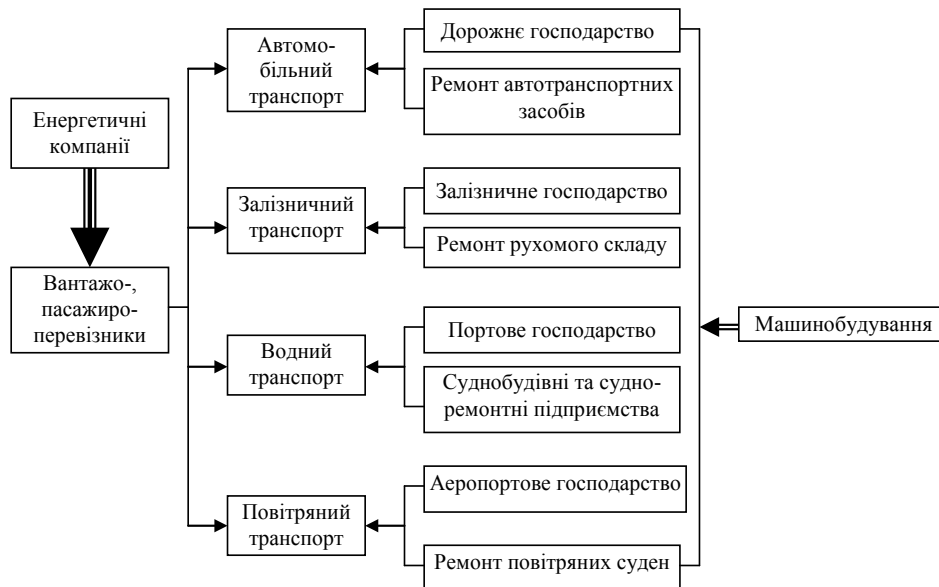 Енергетичні
компанії
Вантажо-,
пасажиро-
перевізники
Автомо-
більний
транспорт
Залізничний
транспорт
Водний
транспорт
Повітряний
транспорт
Дорожнє господарство
Ремонт автотранспортних
засобів
Залізничне господарство
Ремонт рухомого складу
Портове господарство
Суднобудівні та судно-
ремонтні підприємства
Аеропортове господарство
Ремонт повітряних суден
Машинобудування